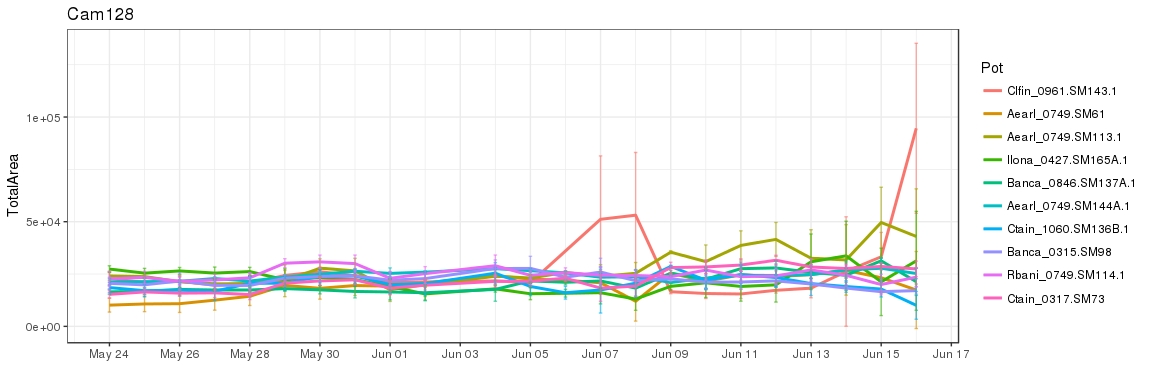 Cam128
TotalArea
1e+05
5e+04
0e+00
May 24
May 26
May 28
May 30
Jun 01
Jun 03
Jun 05
Jun 07
Jun 09
Jun 11
Jun 13
Jun 15
Jun 17
Pot
Clfin_0961.SM143.1
Aearl_0749.SM61
Aearl_0749.SM113.1
Ilona_0427.SM165A.1
Banca_0846.SM137A.1
Aearl_0749.SM144A.1
Ctain_1060.SM136B.1
Banca_0315.SM98
Rbani_0749.SM114.1
Ctain_0317.SM73